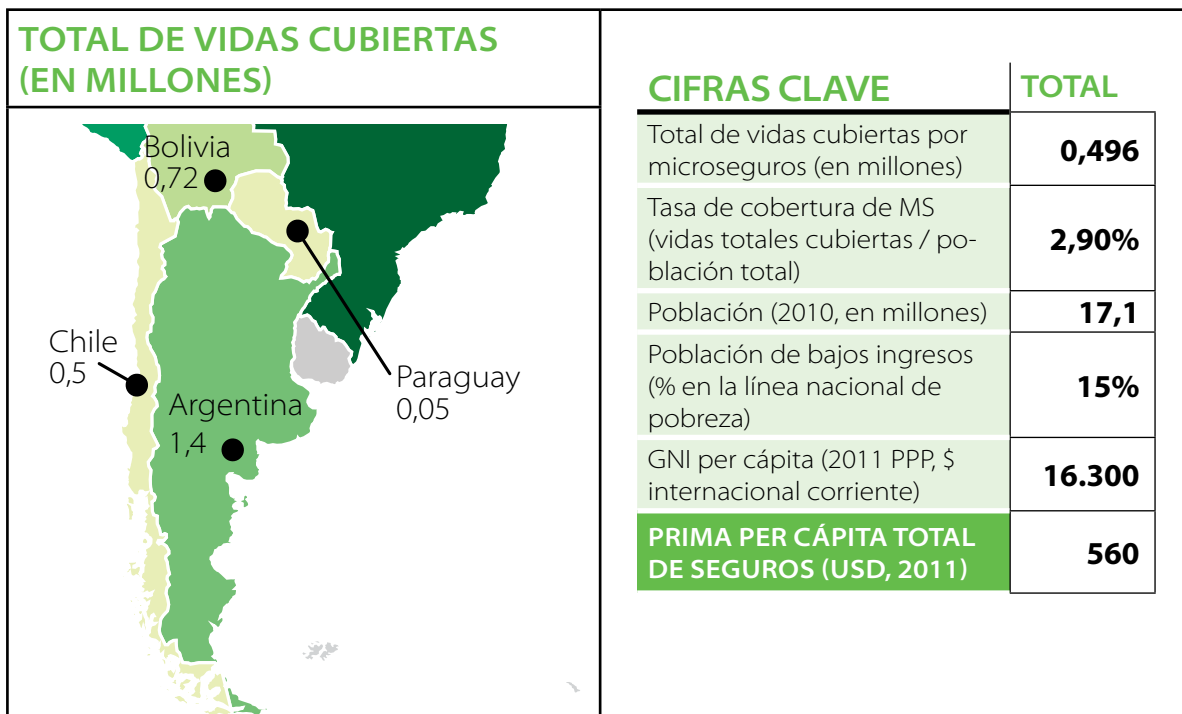 TOTAL DE VIDAS CUBIERTAS
(EN MILLONES)
Bolivia
0,72
Chile
0,5
Argentina
1,4
Paraguay
0,05
CIFRAS CLAVE TOTAL
Total de vidas cubiertas por
microseguros (en millones)
0,496
Tasa de cobertura de MS
(vidas totales cubiertas / po-
blación total)
2,90%
Población (2010, en millones) 17,1
Población de bajos ingresos
(% en la línea nacional de
pobreza)
15%
GNI per cápita (2011 PPP, $
internacional corriente)
16.300
PRIMA PER CÁPITA TOTAL
DE SEGUROS (USD, 2011)
560